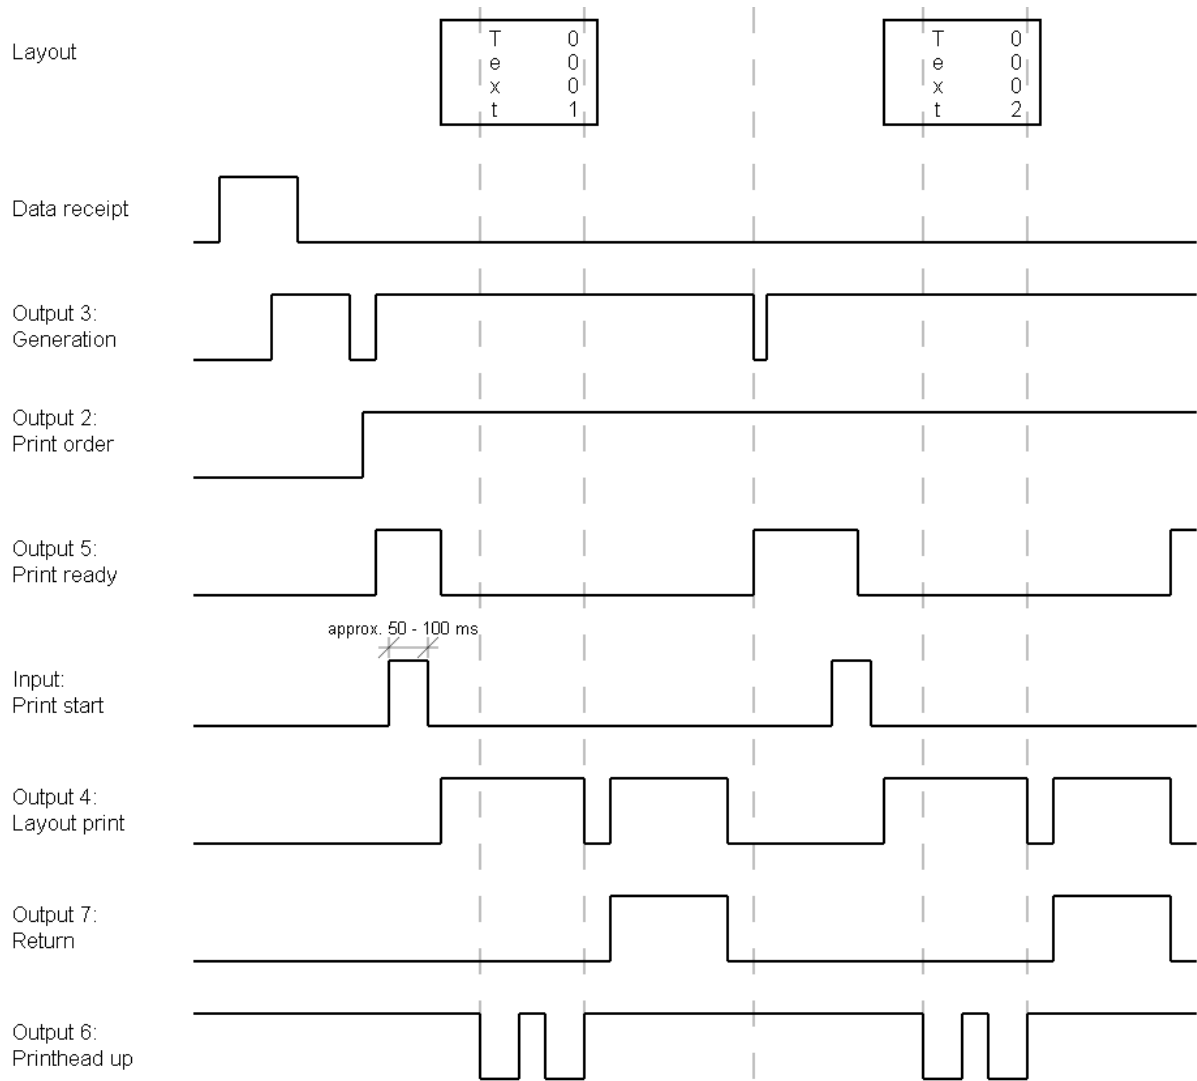 Layout
T 0
e 0
x 0
t 1
T 0
e 0
x 0
t 2
Data receipt
Output 3:
Generation
Output 2:
Print order
Output 5:
Print ready
approx. 50 - 100 ms
Input:
Print start
Output 4:
Layout print
Output 7:
Return
Output 6:
Printhead up